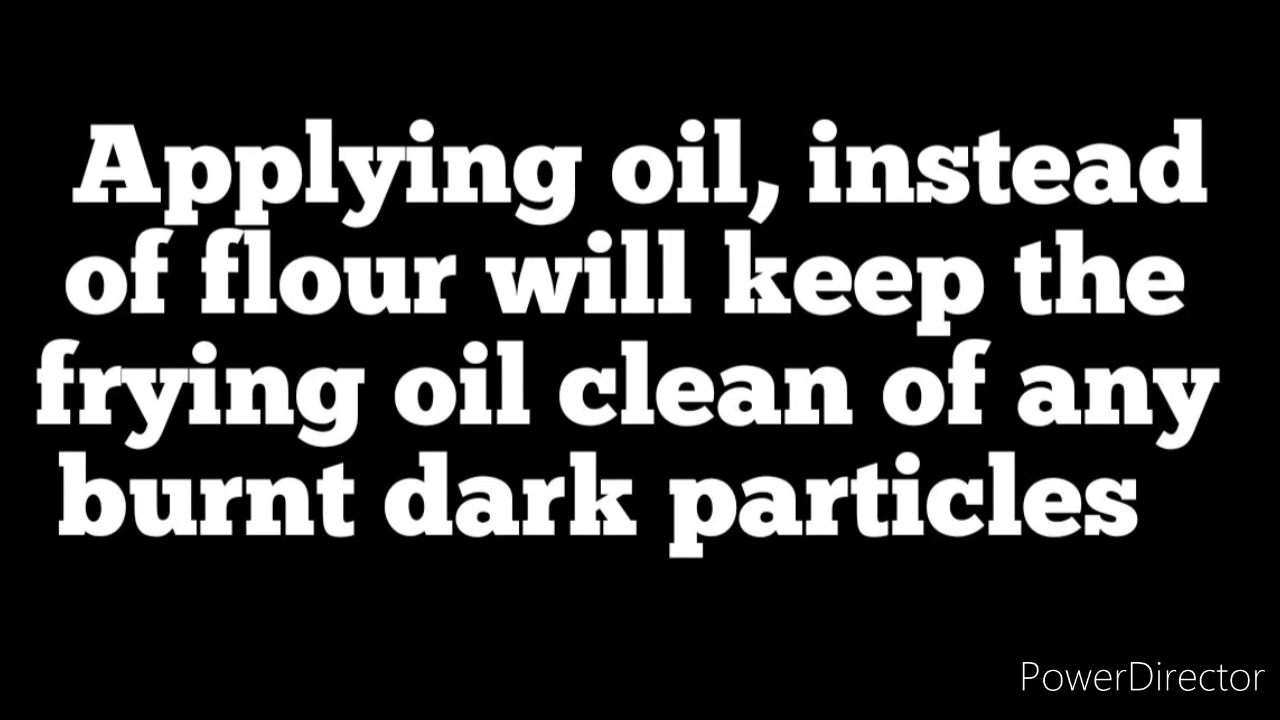 Applying oil, instead
of flour will keep the
frying oil clean of any
burnt dark particles
PowerDirector